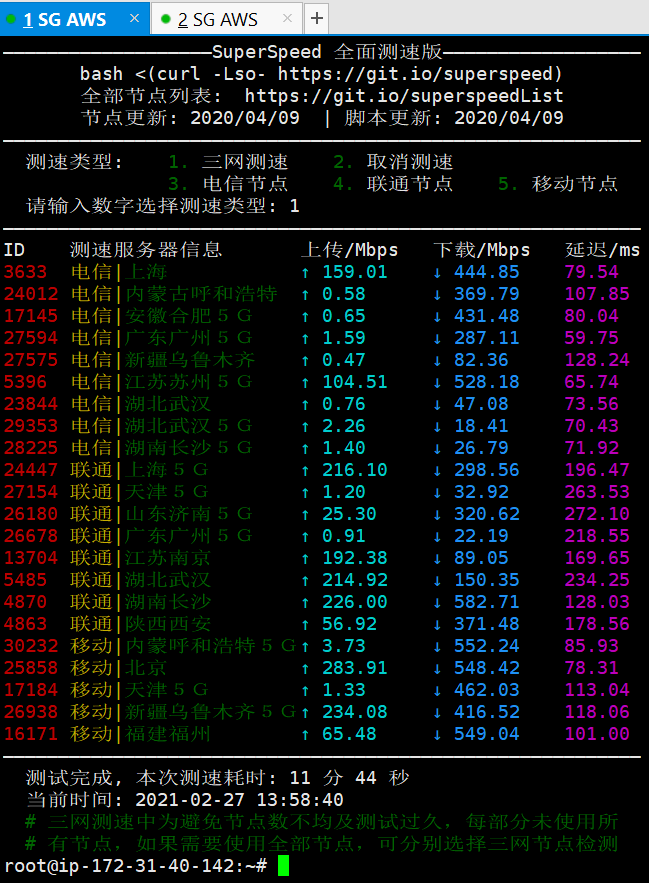 1 SG AWS × 2 SG AWS × +
SuperSpeed 全面测速版
bash <(curl -Lso- https://git.io/superspeed)
全部节点列表: https://git.io/superspeedList
节点更新: 2020/04/09 | 脚本更新: 2020/04/09
测速类型: 1. 三网测速 2. 取消测速
3. 电信节点 4. 联通节点 5. 移动节点
请输入数字选择测速类型: 1
ID 测速服务器信息 上传/Mbps 下载/Mbps 延迟/ms
3633 电信|上海 ↑ 159.01 ↓ 444.85 79.54
24012 电信|内蒙古呼和浩特 ↑ 0.58 ↓ 369.79 107.85
17145 电信|安徽合肥５Ｇ ↑ 0.65 ↓ 431.48 80.04
27594 电信|广东广州５Ｇ ↑ 1.59 ↓ 287.11 59.75
27575 电信|新疆乌鲁木齐 ↑ 0.47 ↓ 82.36 128.24
5396 电信|江苏苏州５Ｇ ↑ 104.51 ↓ 528.18 65.74
23844 电信|湖北武汉 ↑ 0.76 ↓ 47.08 73.56
29353 电信|湖北武汉５Ｇ ↑ 2.26 ↓ 18.41 70.43
28225 电信|湖南长沙５Ｇ ↑ 1.40 ↓ 26.79 71.92
24447 联通|上海５Ｇ ↑ 216.10 ↓ 298.56 196.47
27154 联通|天津５Ｇ ↑ 1.20 ↓ 32.92 263.53
26180 联通|山东济南５Ｇ ↑ 25.30 ↓ 320.62 272.10
26678 联通|广东广州５Ｇ ↑ 0.91 ↓ 22.19 218.55
13704 联通|江苏南京 ↑ 192.38 ↓ 89.05 169.65
5485 联通|湖北武汉 ↑ 214.92 ↓ 150.35 234.25
4870 联通|湖南长沙 ↑ 226.00 ↓ 582.71 128.03
4863 联通|陕西西安 ↑ 56.92 ↓ 371.48 178.56
30232 移动|内蒙呼和浩特５Ｇ↑ 3.73 ↓ 552.24 85.93
25858 移动|北京 ↑ 283.91 ↓ 548.42 78.31
17184 移动|天津５Ｇ ↑ 1.33 ↓ 462.03 113.04
26938 移动|新疆乌鲁木齐５Ｇ↑ 234.08 ↓ 416.52 118.06
16171 移动|福建福州 ↑ 65.48 ↓ 549.04 101.00
测试完成, 本次测速耗时: 11 分 44 秒
当前时间: 2021-02-27 13:58:40
# 三网测速中为避免节点数不均及测试过久，每部分未使用所
# 有节点，如果需要使用全部节点，可分别选择三网节点检测
root@ip-172-31-40-142:~#